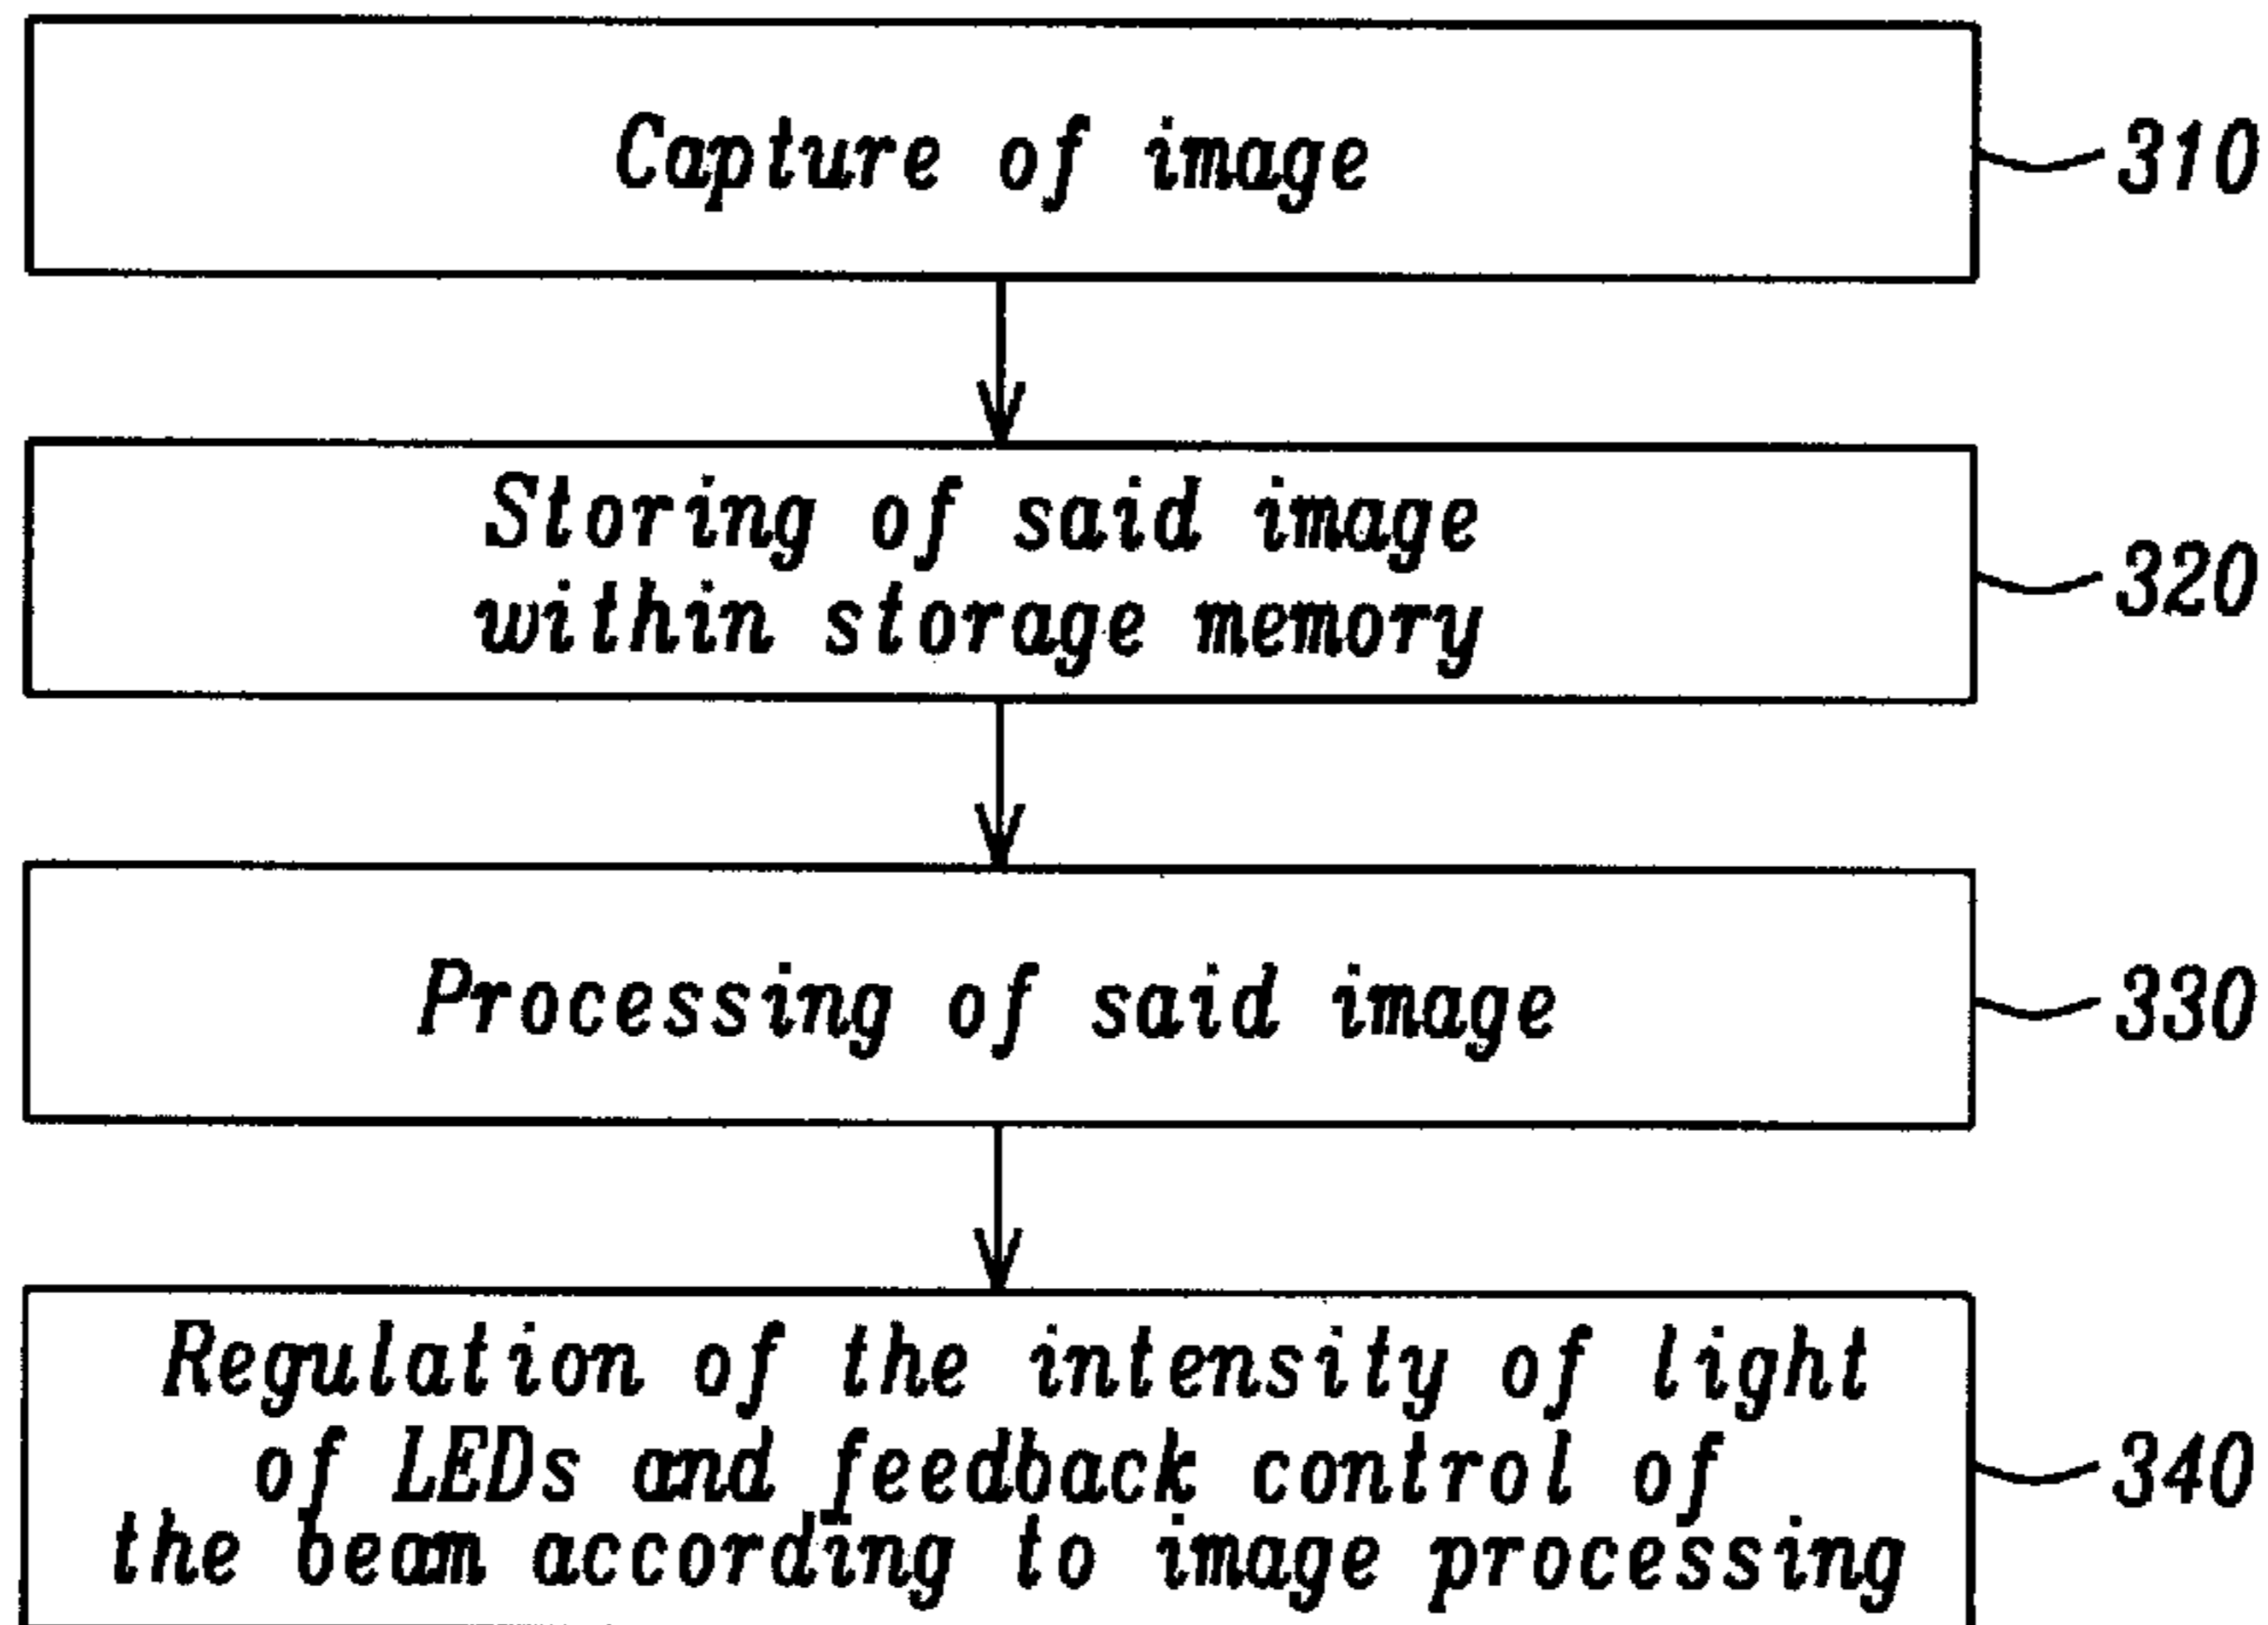 Capture of image
310
Storing of said image
within storage memory
320
Processing of said image
330
Regulation of the intensity of light
of LEDs and feedback control of
the beam according to image processing
340